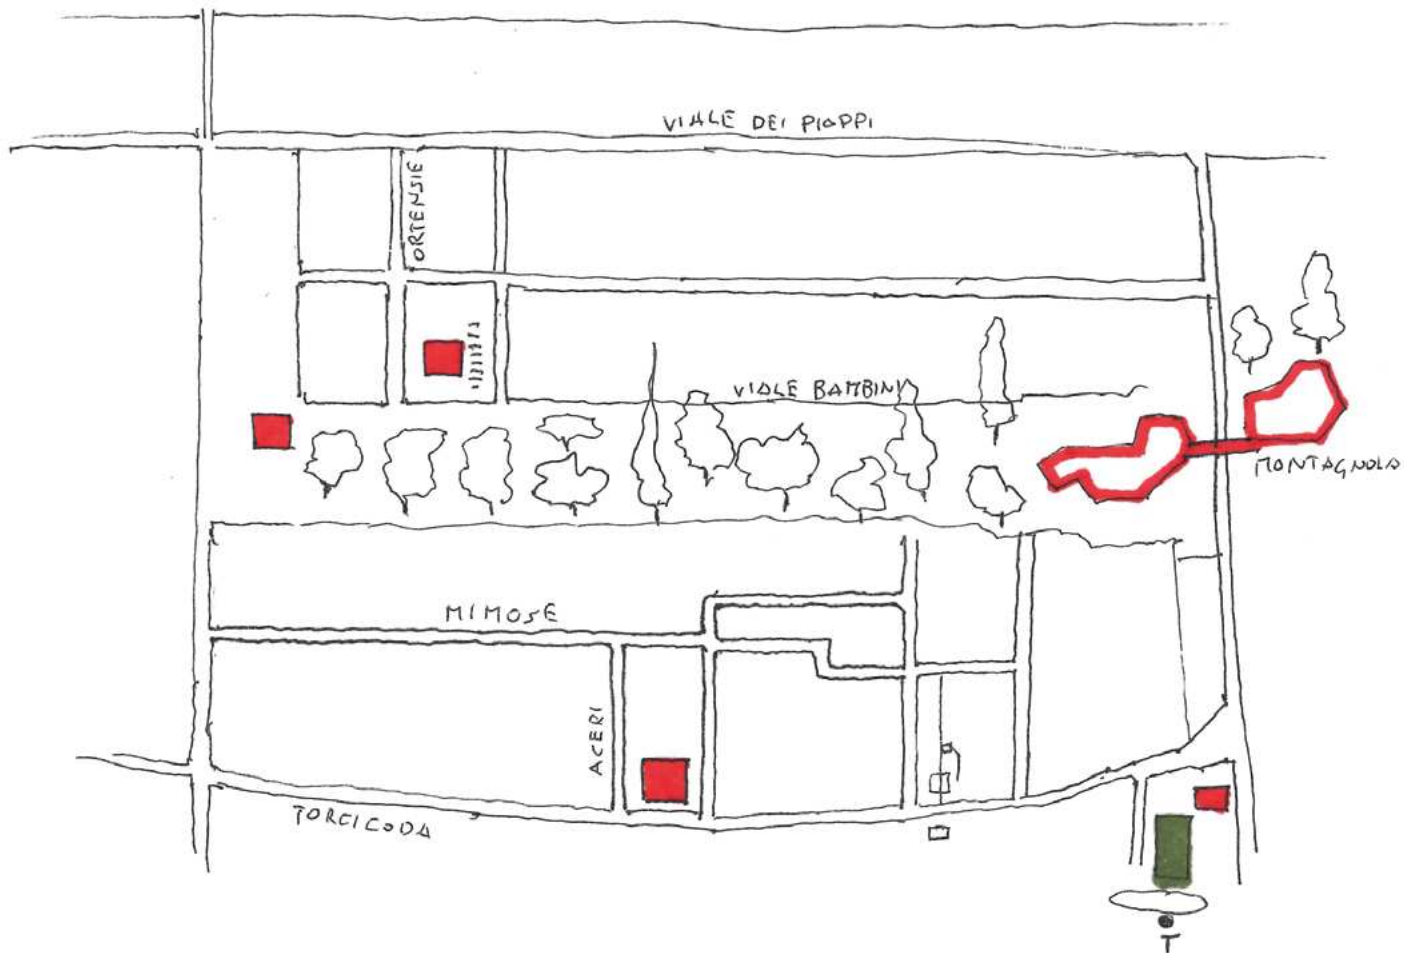 VIALE DEI PIOPPI
ORTENSIE
VIALE BAMBINI
MONTAGNOLA
MIMOSE
ACERI
TORCICODA
T